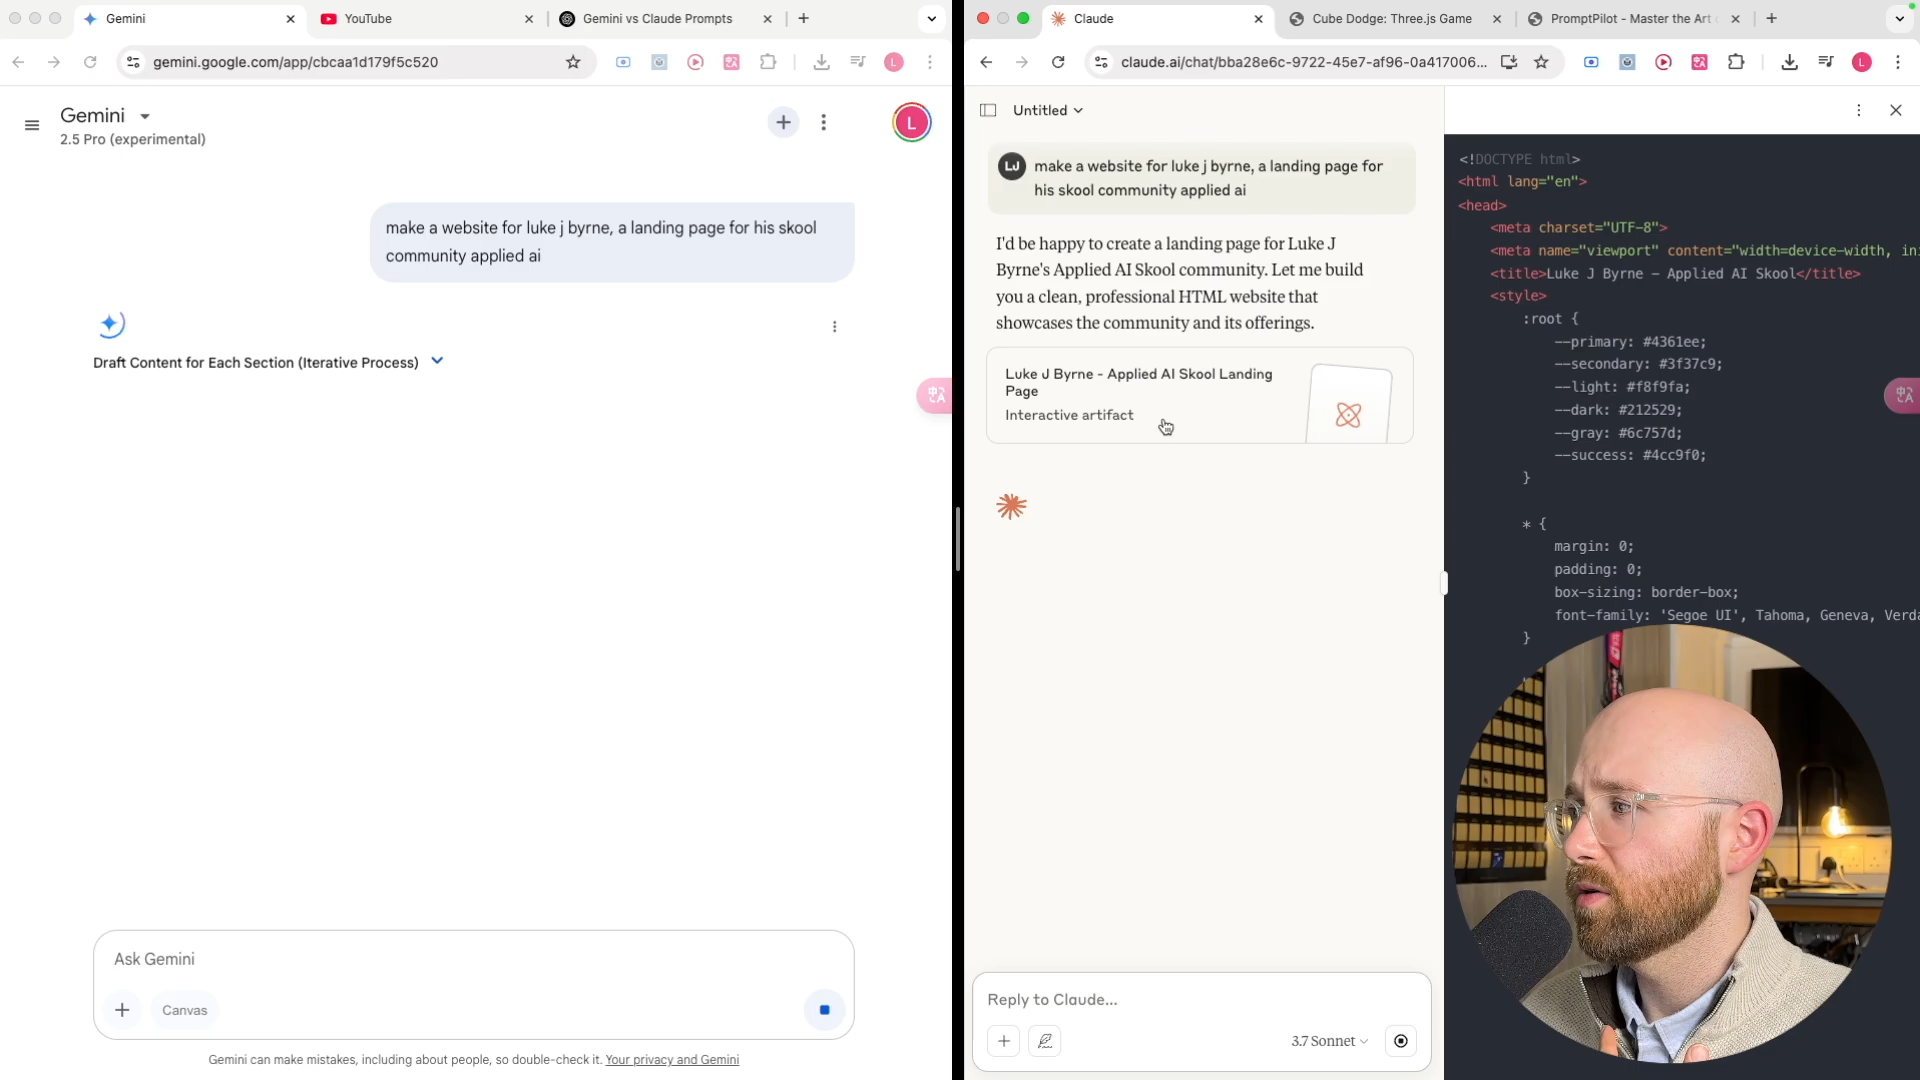 Gemini
YouTube
Gemini vs Claude Prompts
gemini.google.com/app/cbcaa1d179f5c520
L
Gemini
2.5 Pro (experimental)
L
make a website for luke j byrne, a landing page for his skool
community applied ai
Draft Content for Each Section (Iterative Process)
Ask Gemini
Canvas
Gemini can make mistakes, including about people, so double-check it. Your privacy and Gemini
Claude
Cube Dodge: Three.js Game
PromptPilot - Master the Art
claude.ai/chat/bba28e6c-9722-45e7-af96-0a417006...
L
Untitled
LJ
make a website for luke j byrne, a landing page for
his skool community applied ai
I'd be happy to create a landing page for Luke J
Byrne's Applied AI Skool community. Let me build
you a clean, professional HTML website that
showcases the community and its offerings.
Luke J Byrne - Applied AI Skool Landing
Page
Interactive artifact
Reply to Claude...
3.7 Sonnet
<!DOCTYPE html>
<html lang="en">
<head>
<meta charset="UTF-8">
<meta name="viewport" content="width=device-width, ini
<title>Luke J Byrne – Applied AI Skool</title>
<style>
:root {
--primary: #4361ee;
--secondary: #3f37c9;
--light: #f8f9fa;
--dark: #212529;
--gray: #6c757d;
--success: #4cc9f0;
}
* {
margin: 0;
padding: 0;
box-sizing: border-box;
font-family: 'Segoe UI', Tahoma, Geneva, Verda
}